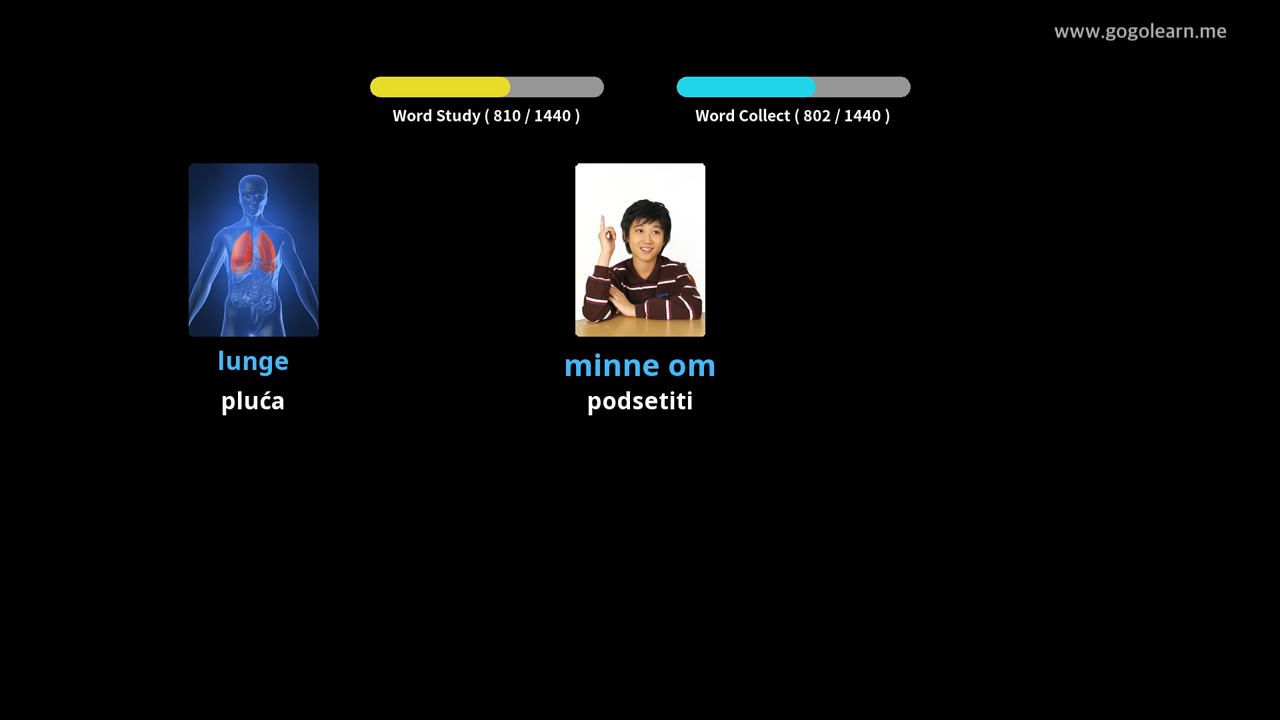 www.gogolearn.me
Word Study ( 810 / 1440 )
Word Collect ( 802 / 1440 )
lunge
pluća
minne om
podsetiti